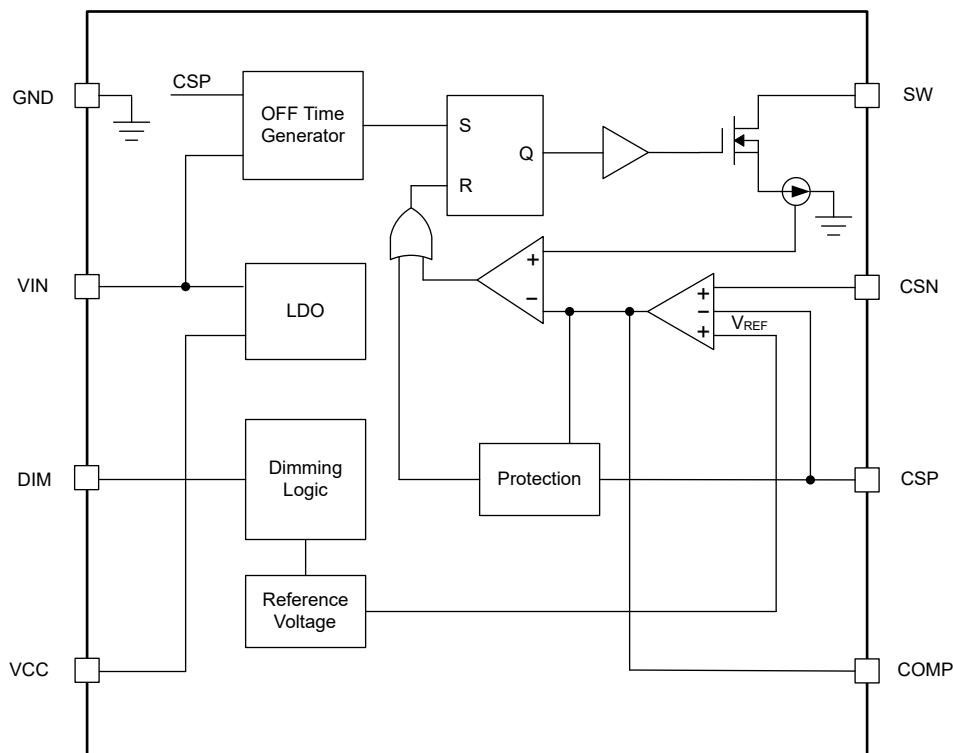 GND
CSP
OFF Time
Generator
S
Q
R
SW
VIN
LDO
+
−
+
−
+
VREF
CSN
DIM
Dimming
Logic
Protection
CSP
Reference
Voltage
VCC
COMP